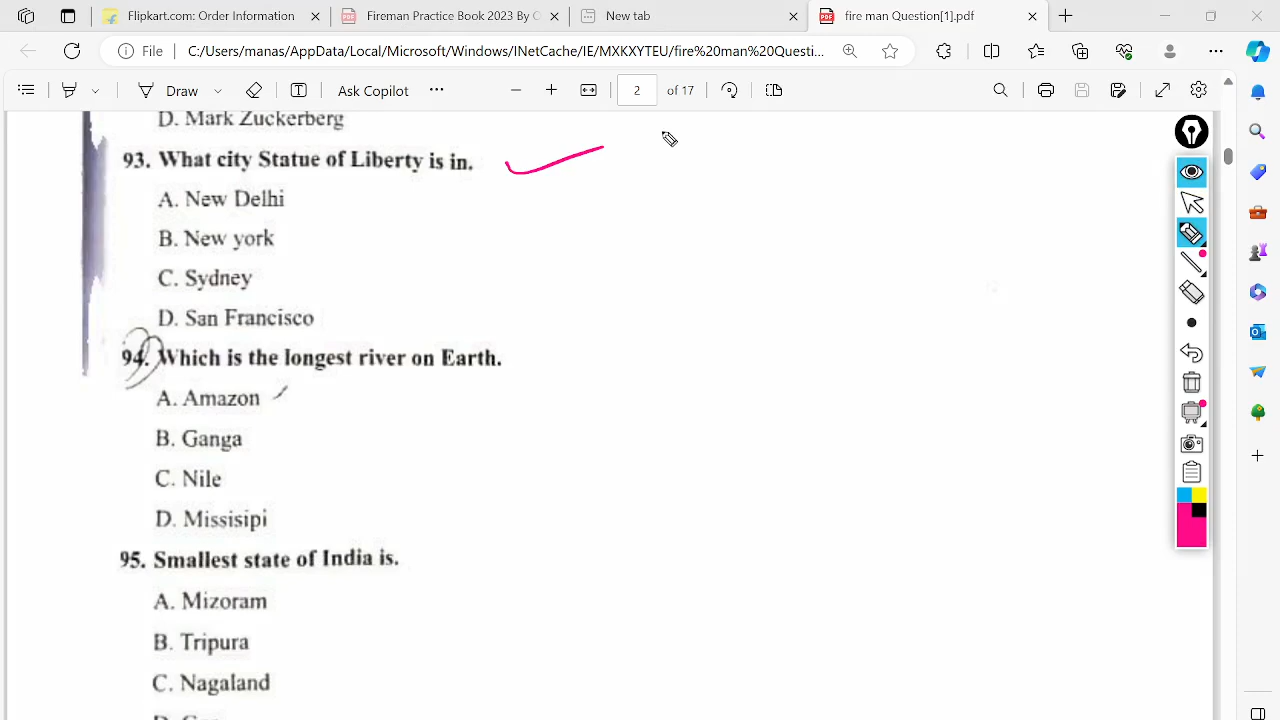 Flipkart.com: Order Information
Fireman Practice Book 2023 By C
New tab
fire man Question[1].pdf
File
C:/Users/manas/AppData/Local/Microsoft/Windows/INetCache/IE/MXKXYTEU/fire%20man%20Questi...
Draw
Ask Copilot
2
of 17
D. Mark Zuckerberg
93. What city Statue of Liberty is in.
A. New Delhi
B. New york
C. Sydney
D. San Francisco
94. Which is the longest river on Earth.
A. Amazon
B. Ganga
C. Nile
D. Missisipi
95. Smallest state of India is.
A. Mizoram
B. Tripura
C. Nagaland